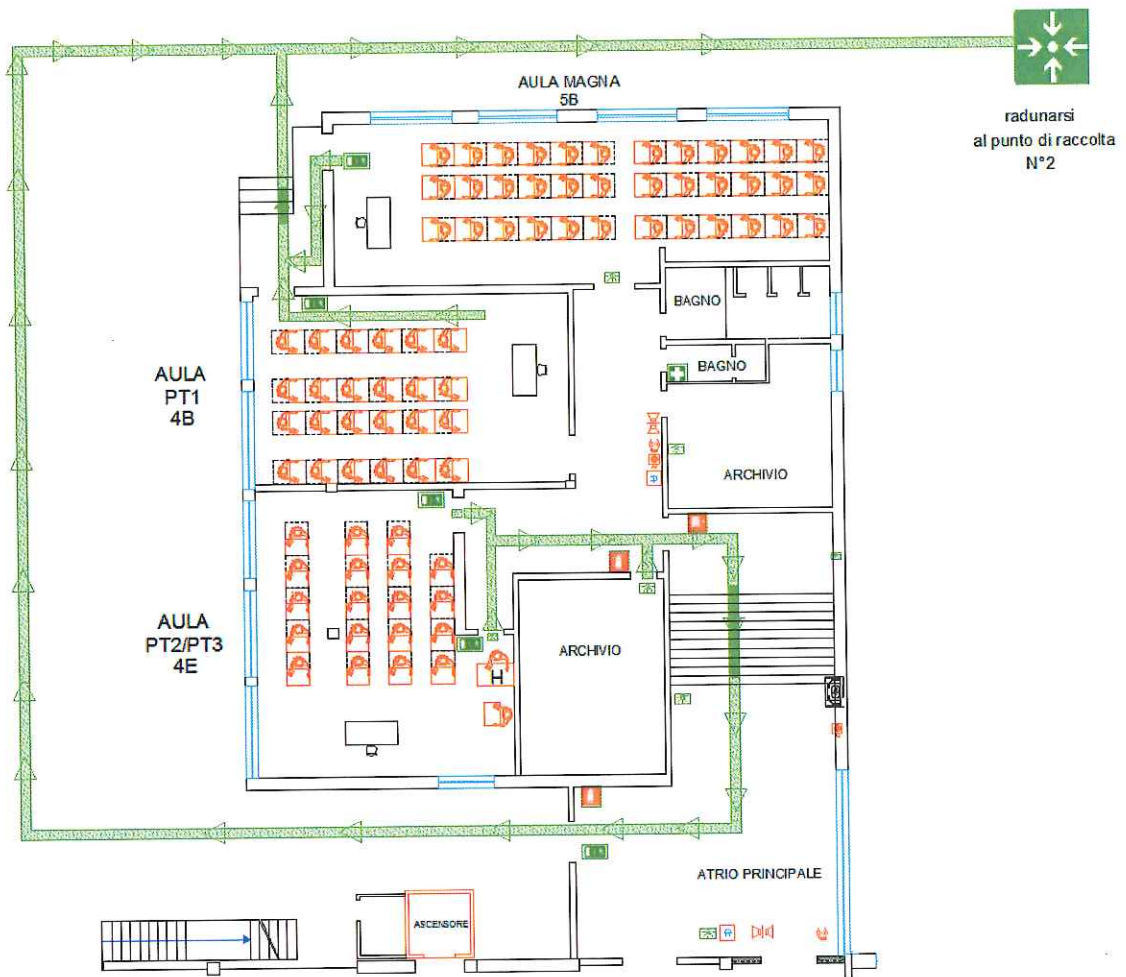 AULA MAGNA
5B
radunarsi
al punto di raccolta
N°2
BAGNO
BAGNO
AULA
PT1
4B
ARCHIVIO
AULA
PT2/PT3
4E
ARCHIVIO
H
ATRIO PRINCIPALE
ASCENSORE